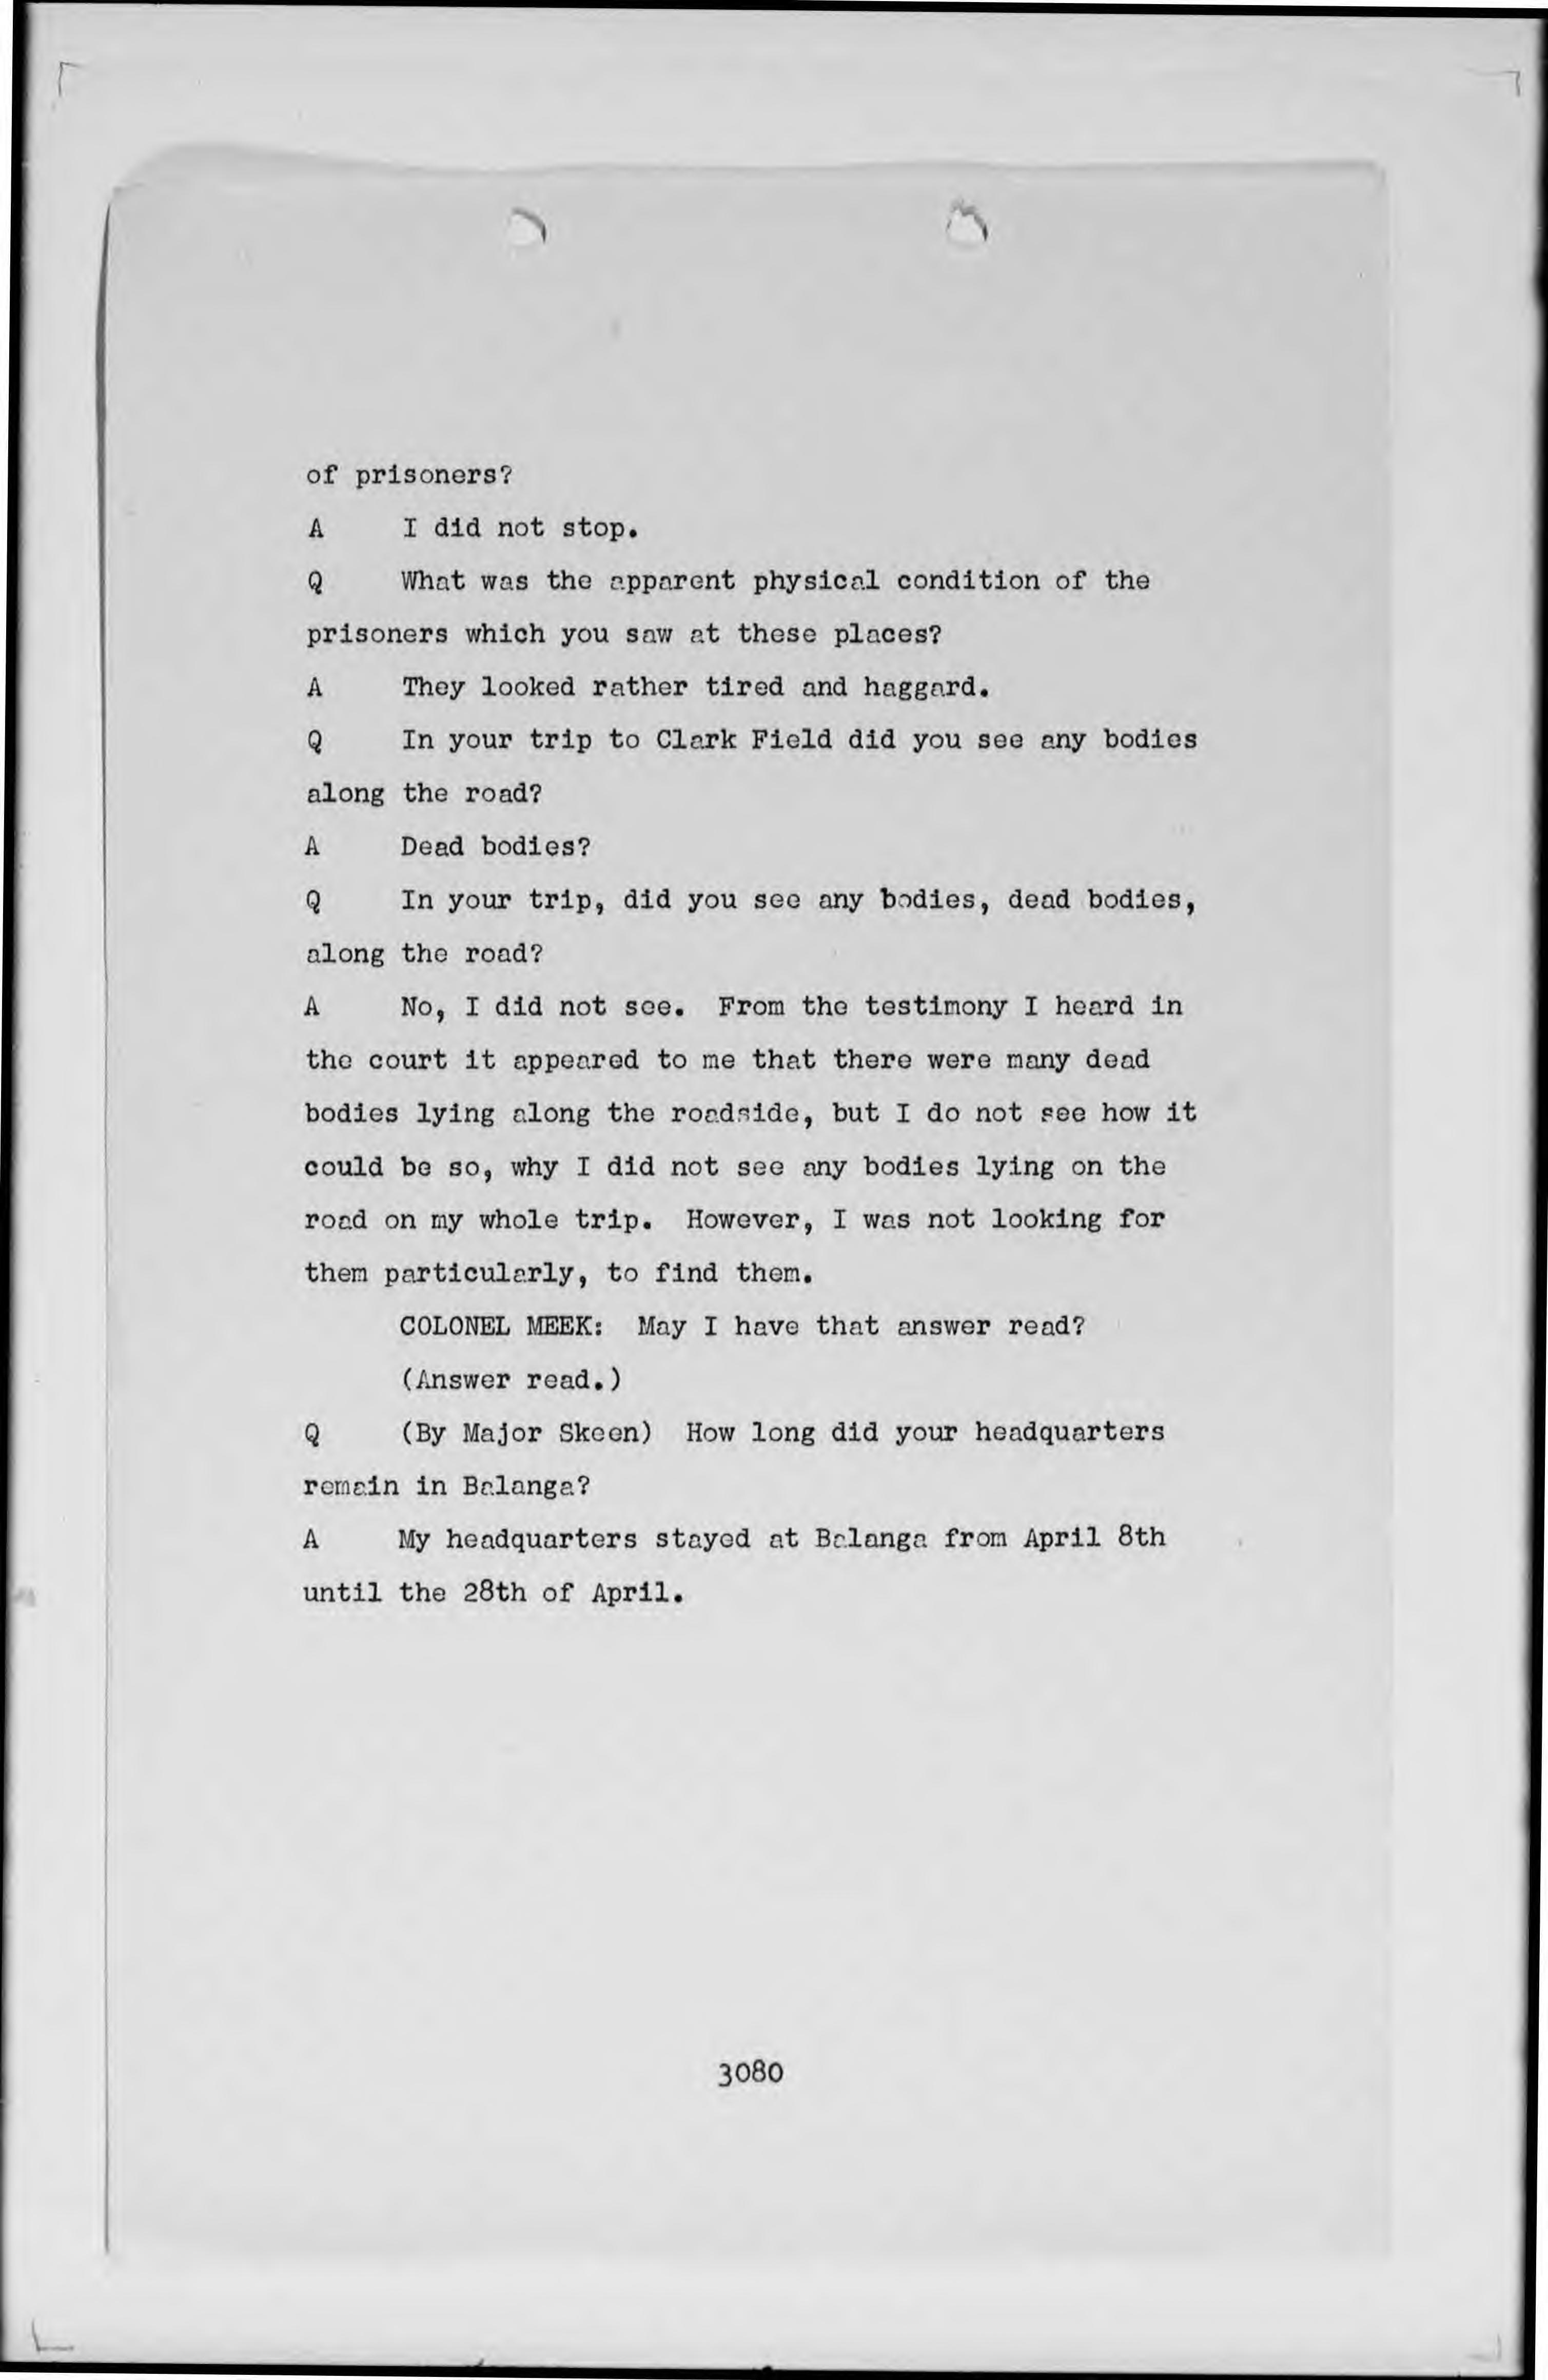 of prisoners?
A I did not stop.
Q What was the apparent physical condition of the
prisoners which you saw at these places?
A They looked rather tired and haggard.
Q In your trip to Clark Field did you see any bodies
along the road?
A Dead bodies?
Q In your trip, did you see any bodies, dead bodies,
along the road?
A No, I did not see. From the testimony I heard in
the court it appeared to me that there were many dead
bodies lying along the roadside, but I do not see how it
could be so, why I did not see any bodies lying on the
road on my whole trip. However, I was not looking for
them particularly, to find them.
COLONEL MEEK: May I have that answer read?
(Answer read.)
Q (By Major Skeen) How long did your headquarters
remain in Balanga?
A My headquarters stayed at Balanga from April 8th
until the 28th of April.
3080